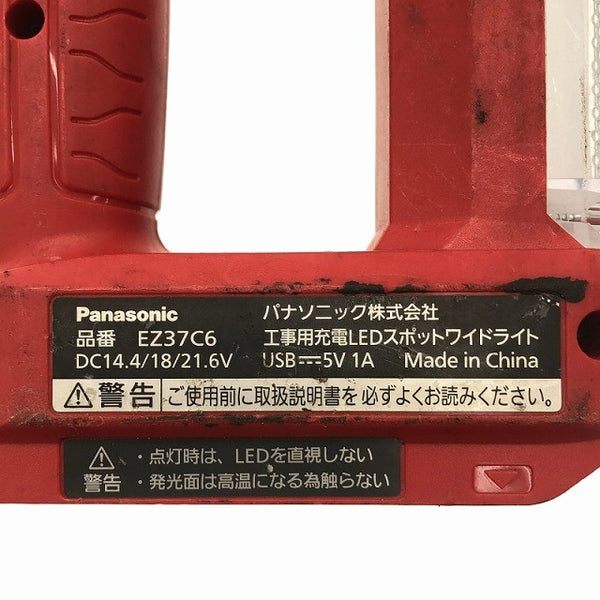 Panasonic パナソニック株式会社
品番 EZ37C6 工事用充電LEDスポットワイドライト
DC14.4/18/21.6V USB⎓5V 1A Made in China
⚠警告 ご使用前に取扱説明書を必ずよくお読みください。
⚠警告
・点灯時は、LEDを直視しない
・発光面は高温になる為触らない